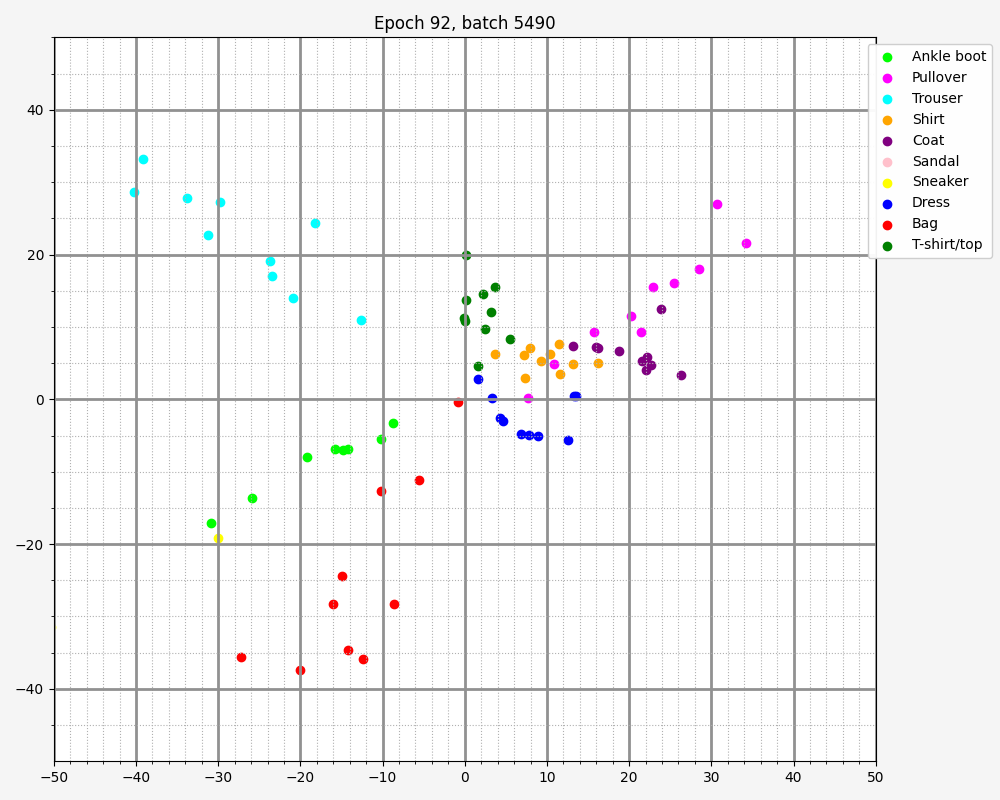 Epoch 92, batch 5490
Ankle boot
Pullover
Trouser
Shirt
Coat
Sandal
Sneaker
Dress
Bag
T-shirt/top
40
20
0
−20
−40
−50 −40 −30 −20 −10 0 10 20 30 40 50